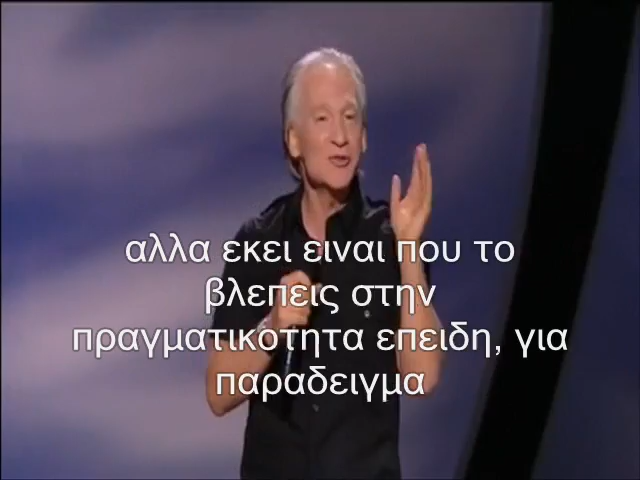 αλλα εκει ειναι που το
βλεπεις στην
πραγματικοτητα επειδη, για
παραδειγμα